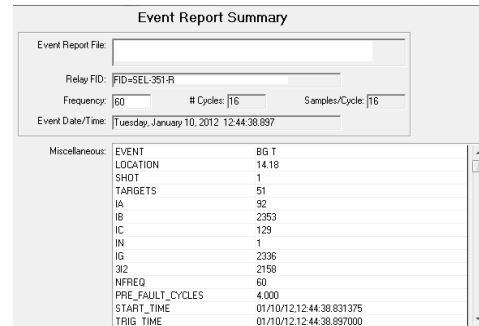 Event Report Summary
Event Report File:
Relay FID: FID=SEL-351-R
Frequency: 60 # Cycles: 16 Samples/Cycle: 16
Event Date/Time: Tuesday, January 10, 2012 12:44:38.897
Miscellaneous: EVENT BG T
LOCATION 14.18
SHOT 1
TARGETS 51
IA 92
IB 2353
IC 129
IN 1
IG 2336
3I2 2158
NFREQ 60
PRE_FAULT_CYCLES 4.000
START_TIME 01/10/12,12:44:38.831375
TRIG_TIME 01/10/12,12:44:38.897000